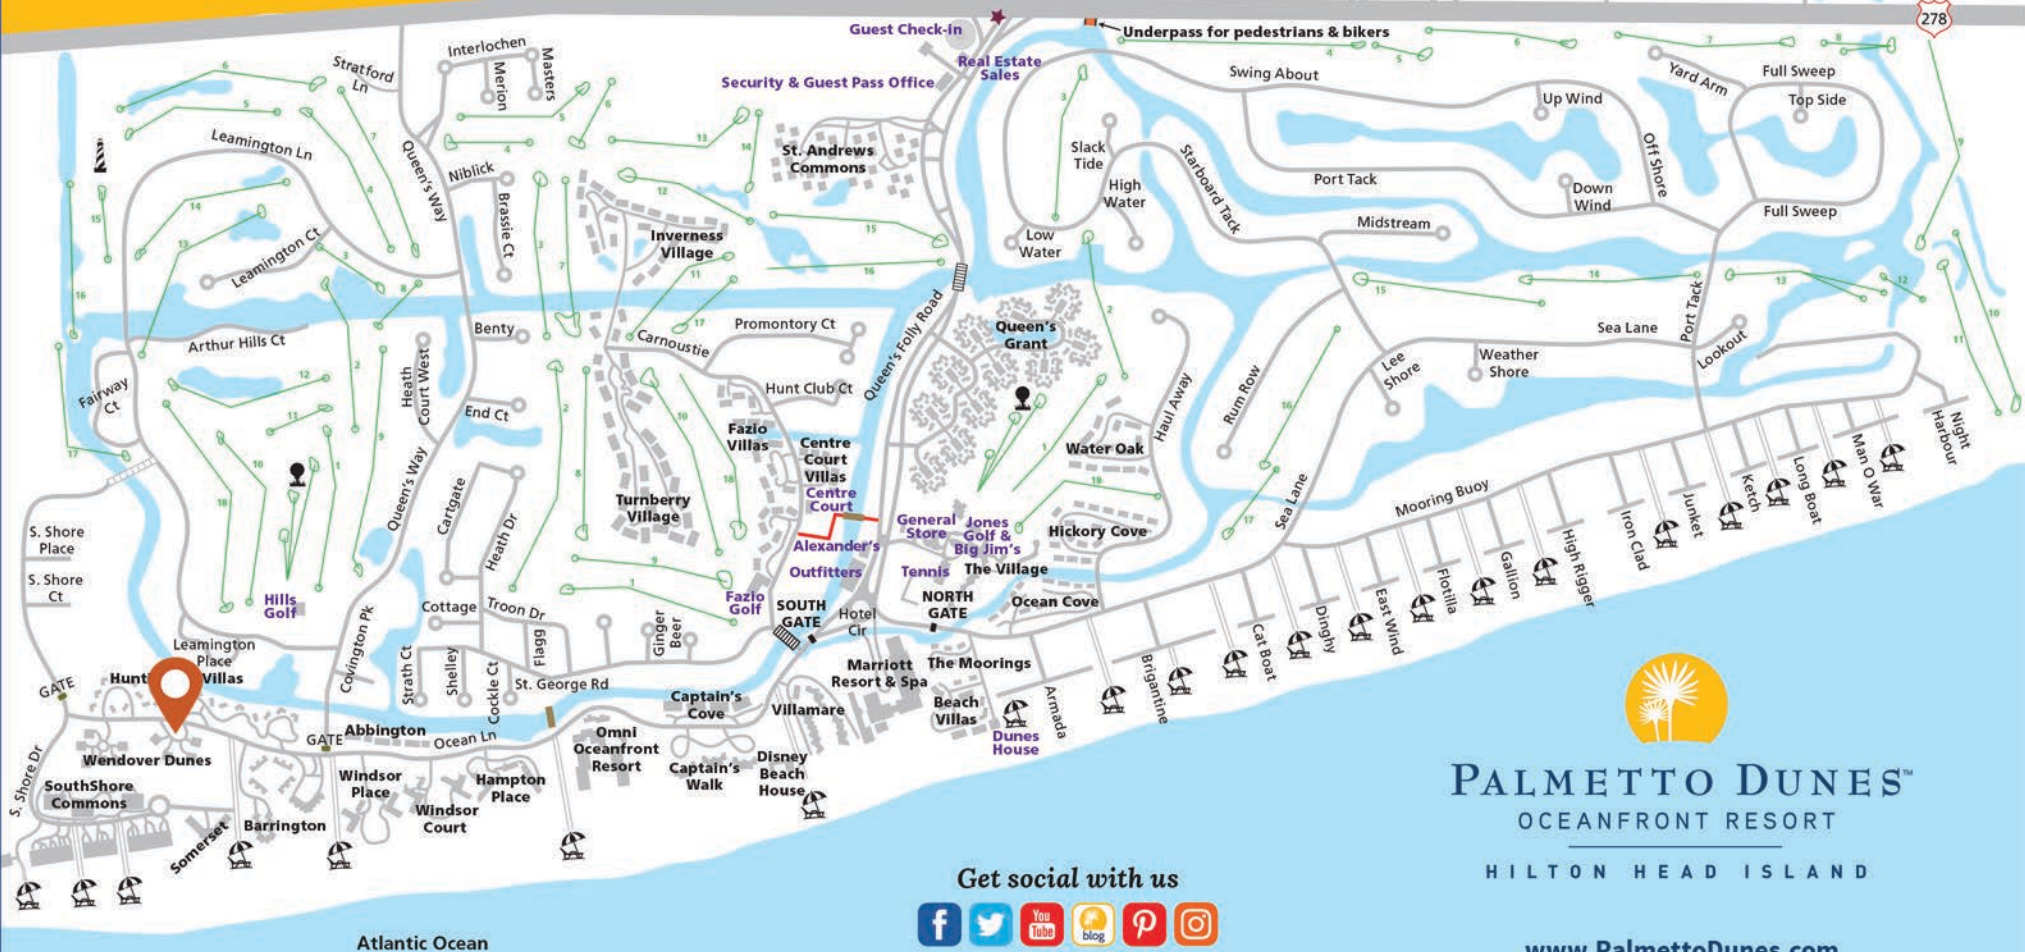 278
Underpass for pedestrians & bikers
Guest Check-in
Real Estate
Sales
Security & Guest Pass Office
Interlochen
Masters
Merion
Stratford
Ln
Leamington Ln
Queen's Way
Niblick
Brassie Ct
Leamington Ct
St. Andrews
Commons
Inverness
Village
Swing About
Yard Arm
Full Sweep
Top Side
Up Wind
Off Shore
Slack
Tide
High
Water
Low
Water
Starboard Tack
Port Tack
Down
Wind
Full Sweep
Midstream
Arthur Hills Ct
Fairway
Ct
Heath
Court West
Benty
End Ct
Carnoustie
Promontory Ct
Hunt Club Ct
Queen's Folly Road
Queen's
Grant
Haul Away
Rum Row
Lee
Shore
Weather
Shore
Sea Lane
Port Tack
Lookout
Fazio
Villas
Centre
Court
Villas
Centre
Court
Water Oak
Night
Harbour
Man O War
Long Boat
Ketch
Junket
Iron Clad
High Rigger
Gallion
Flotilla
East Wind
Dinghy
Cat Boat
Brigantine
Armada
Mooring Buoy
Sea Lane
Queen's Way
Cartgate
Heath Dr
Turnberry
Village
Alexander's
Outfitters
General
Store
Jones
Golf &
Big Jim's
Tennis
The Village
Hickory Cove
Ocean Cove
S. Shore
Place
S. Shore
Ct
Hills
Golf
Fazio
Golf
SOUTH
GATE
Hotel
Cir
NORTH
GATE
Cottage
Troon Dr
Flagg
Ginger
Beer
Covington Pk
Strath Ct
Shelley
Cockle Ct
St. George Rd
Leamington
Place
Villas
Hunti
GATE
GATE
Abbington
Ocean Ln
Captain's
Cove
Villamare
Marriott
Resort & Spa
The Moorings
Beach
Villas
Dunes
House
Wendover Dunes
S. Shore Dr
SouthShore
Commons
Somerset
Barrington
Windsor
Place
Windsor
Court
Hampton
Place
Omni
Oceanfront
Resort
Captain's
Walk
Disney
Beach
House
PALMETTO DUNES™
OCEANFRONT RESORT
HILTON HEAD ISLAND
Get social with us
You
Tube
blog
Atlantic Ocean
www.PalmettoDunes.com